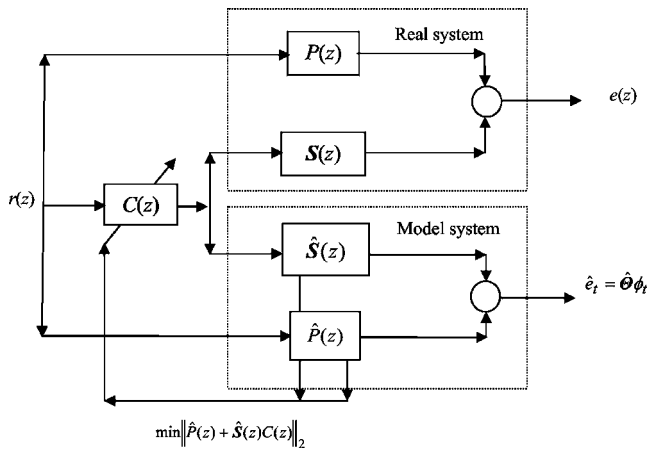 Real system
P(z)
e(z)
S(z)
r(z)
C(z)
Model system
Ŝ(z)
ê_t = Θ̂ϕ_t
P̂(z)
min‖P̂(z) + Ŝ(z)C(z)‖₂